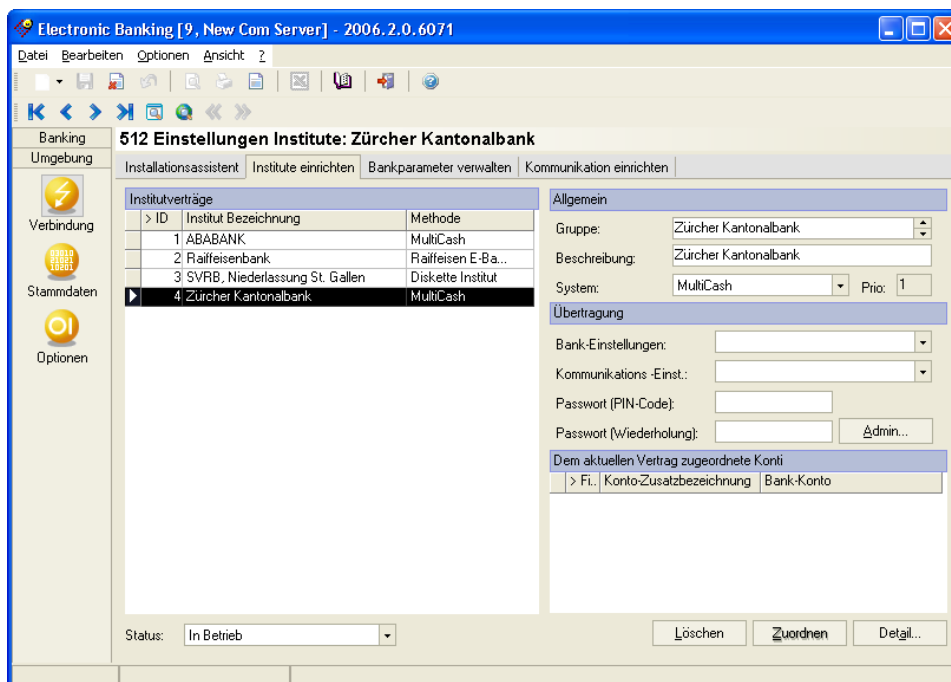 Electronic Banking [9, New Com Server] - 2006.2.0.6071
Datei Bearbeiten Optionen Ansicht ?
Banking
Umgebung
Verbindung
03010
21021
10201
Stammdaten
Optionen
512 Einstellungen Institute: Zürcher Kantonalbank
Installationsassistent Institute einrichten Bankparameter verwalten Kommunikation einrichten
Institutverträge
> ID Institut Bezeichnung Methode
1 ABABANK MultiCash
2 Raiffeisenbank Raiffeisen E-Ba...
3 SVRB, Niederlassung St. Gallen Diskette Institut
4 Zürcher Kantonalbank MultiCash
Status: In Betrieb
Allgemein
Gruppe: Zürcher Kantonalbank
Beschreibung: Zürcher Kantonalbank
System: MultiCash Prio: 1
Übertragung
Bank-Einstellungen:
Kommunikations -Einst.:
Passwort (PIN-Code):
Passwort (Wiederholung): Admin...
Dem aktuellen Vertrag zugeordnete Konti
> Fi.. Konto-Zusatzbezeichnung Bank-Konto
Löschen Zuordnen Detail...